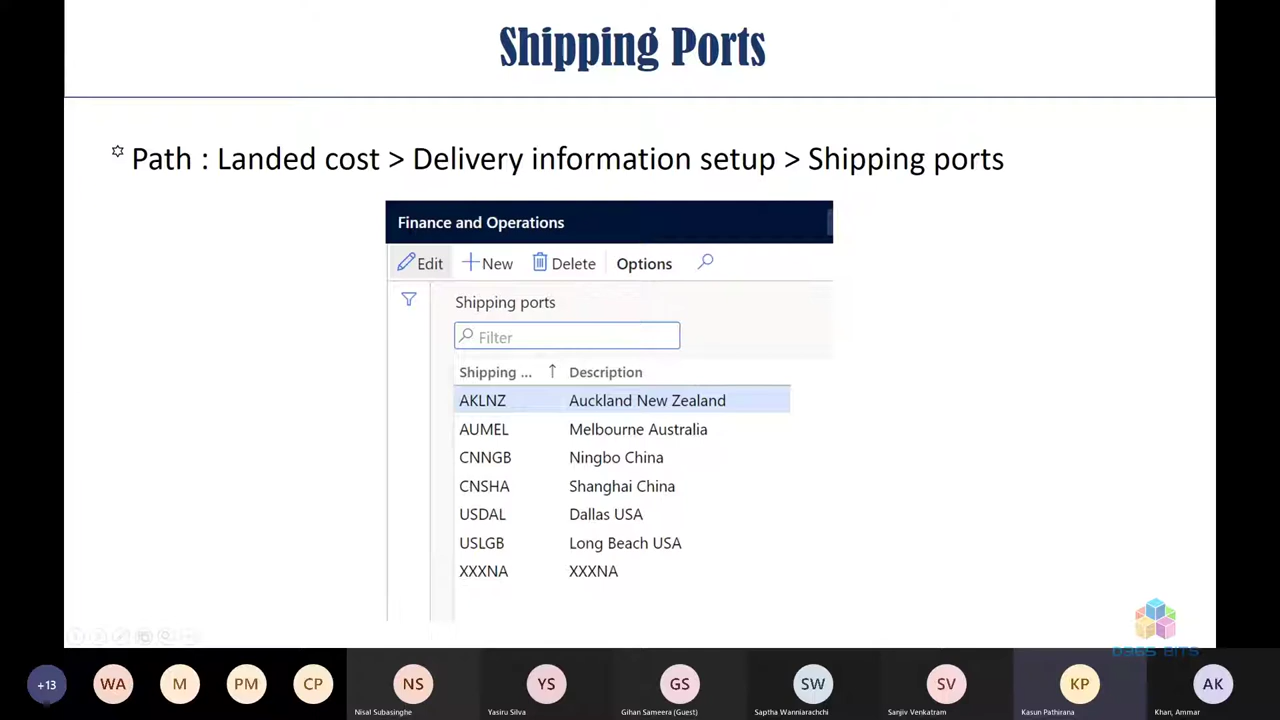 Shipping Ports
Path : Landed cost > Delivery information setup > Shipping ports
Finance and Operations
Edit New Delete Options
Shipping ports
Filter
Shipping ... ↑ Description
AKLNZ Auckland New Zealand
AUMEL Melbourne Australia
CNNGB Ningbo China
CNSHA Shanghai China
USDAL Dallas USA
USLGB Long Beach USA
XXXNA XXXNA
D365 BITS
+13 WA M PM CP NS YS GS SW SV KP AK
Nisal Subasinghe Yasiru Silva Gihan Sameera (Guest) Saptha Wanniarachchi Sanjiv Venkatram Kasun Pathirana Khan, Ammar